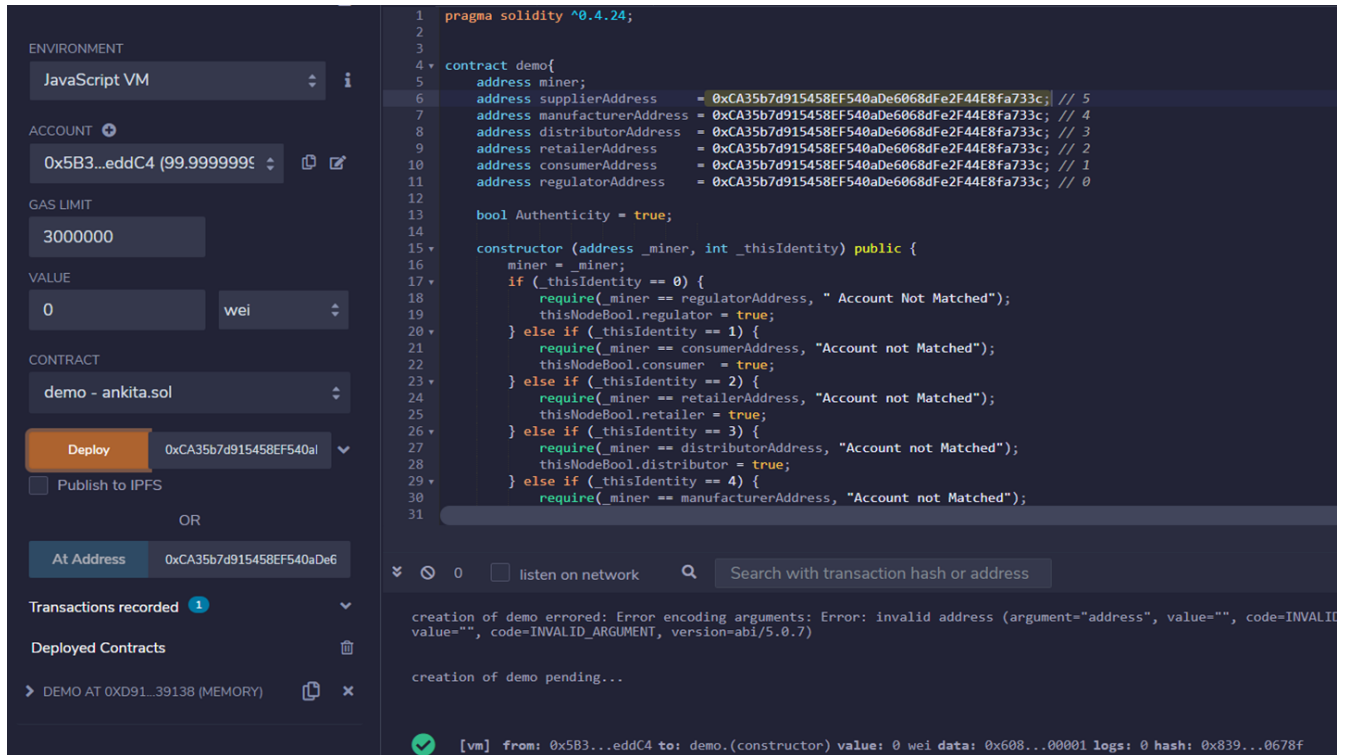 ENVIRONMENT
JavaScript VM
ACCOUNT
0x5B3...eddC4 (99.9999999
GAS LIMIT
3000000
VALUE
0
wei
CONTRACT
demo - ankita.sol
Deploy
0xCA35b7d915458EF540al
Publish to IPFS
OR
At Address
0xCA35b7d915458EF540aDe6
Transactions recorded 1
Deployed Contracts
DEMO AT 0XD91...39138 (MEMORY)
1 pragma solidity ^0.4.24;
2
3
4 contract demo{
5 address miner;
6 address supplierAddress = 0xCA35b7d915458EF540aDe6068dFe2F44E8fa733c; // 5
7 address manufacturerAddress = 0xCA35b7d915458EF540aDe6068dFe2F44E8fa733c; // 4
8 address distributorAddress = 0xCA35b7d915458EF540aDe6068dFe2F44E8fa733c; // 3
9 address retailerAddress = 0xCA35b7d915458EF540aDe6068dFe2F44E8fa733c; // 2
10 address consumerAddress = 0xCA35b7d915458EF540aDe6068dFe2F44E8fa733c; // 1
11 address regulatorAddress = 0xCA35b7d915458EF540aDe6068dFe2F44E8fa733c; // 0
12
13 bool Authenticity = true;
14
15 constructor (address _miner, int _thisIdentity) public {
16 miner = _miner;
17 if (_thisIdentity == 0) {
18 require(_miner == regulatorAddress, " Account Not Matched");
19 thisNodeBool.regulator = true;
20 } else if (_thisIdentity == 1) {
21 require(_miner == consumerAddress, "Account not Matched");
22 thisNodeBool.consumer = true;
23 } else if (_thisIdentity == 2) {
24 require(_miner == retailerAddress, "Account not Matched");
25 thisNodeBool.retailer = true;
26 } else if (_thisIdentity == 3) {
27 require(_miner == distributorAddress, "Account not Matched");
28 thisNodeBool.distributor = true;
29 } else if (_thisIdentity == 4) {
30 require(_miner == manufacturerAddress, "Account not Matched");
31
0
listen on network
Search with transaction hash or address
creation of demo errored: Error encoding arguments: Error: invalid address (argument="address", value="", code=INVALID
value="", code=INVALID_ARGUMENT, version=abi/5.0.7)
creation of demo pending...
[vm] from: 0x5B3...eddC4 to: demo.(constructor) value: 0 wei data: 0x608...00001 logs: 0 hash: 0x839...0678f